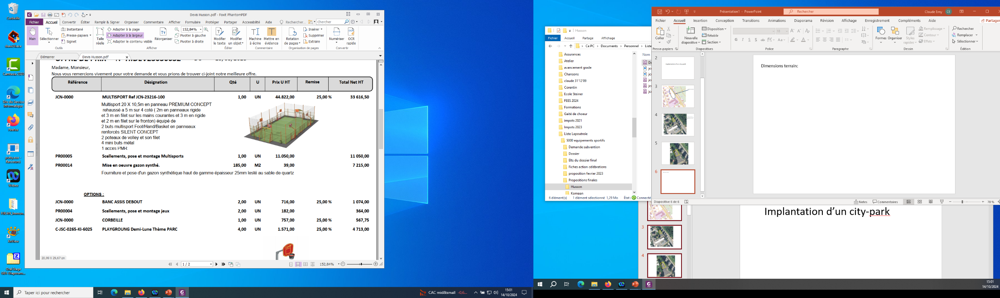 Corbeille
draw24.exe
Camtasia 2020
Site du Service
Informatique
Firefox
putty.exe -
Raccourci
Webex
XnView
Oral Stage
GB1-Diaporam...
Devis Husson.pdf - Foxit PhantomPDF
Fichier Accueil Convertir Éditer Remplir & Signer Organiser Commentaire Afficher Formulaire Protéger Partager Accessibilité Aide Rechercher... Chercher
Main
Sélectionner
Instantané
Presse-papiers
Signet
Outils
Taille
réelle
Adapter à la page
Adapter à la largeur
Adapter le contenu visible
Réorganiser
152,84%
Pivoter à gauche
Pivoter à droite
Afficher
Modifier
le texte
Modifier
un objet
Éditer
Machine
à écrire
Mettre en
évidence
Commentaire
Rotation
de pages
Insérer
Supprimer
Extraire
Organisation de pages
Numériser
OCR
rapide
Convertir
Démarrer
Devis Husson.pdf
Madame, Monsieur,
Nous vous remercions vivement pour votre demande et vous prions de trouver ci-joint notre meilleure offre.
Référence Désignation Qté U Prix U HT Remise Total Net HT
JCN-0000 MULTISPORT Ref JCN-23216-100 1,00 UN 44.822,00 25,00 % 33 616,50
Multisport 20 X 10,5m en panneau PREMIUM CONCEPT
rehaussé a 5 m sur 4 coté ( 2m en panneaux rigide
et 3 m en filet sur les mains courantes et 3 m en rigide
et 2 m en filet sur le fronton) équipé de
2 buts multisport Foot/Hand/Basket en panneaux
renforcés SILENT CONCEPT
2 poteaux de volley et son filet
4 mini buts métal
1 acces PMR
PR00005 Scellements, pose et montage Multisports 1,00 UN 11.050,00 11 050,00
PR00014 Mise en oeuvre gazon synthé. 185,00 M2 39,00 7 215,00
Fourniture et pose d'un gazon synthétique haut de gamme épaisseur 25mm lesté au sable de quartz
OPTIONS :
JCN-0000 BANC ASSIS DEBOUT 2,00 UN 716,00 25,00 % 1 074,00
PR00004 Scellements, pose et montage jeux 2,00 UN 182,00 364,00
JCN-0000 CORBEILLE 1,00 UN 757,00 25,00 % 567,75
C-JSC-0265-KI-6025 PLAYGROUNG Demi-Lune Thème PARC 4,00 UN 1.571,00 25,00 % 4 713,00
20,99 X 29,67 cm
1 / 2
152,84%
Taper ici pour rechercher
CAC mid&small -0,6...
15:01
14/10/2024
Husson
Fichier Accueil Partage Affichage
Ce PC > Documents > Personnel > Liste
Nom
Assurances
Atelier
avancement grade
Chansons
claude 31'12'09
Corentin
Ecole Steiner
FEES 2024
Formations
Gaité de choeur
impots 2021
Impots 2023
Liste Lapoutroie
5000 equipements sportifs
Demande subvention
Dossier
Elts du dossier final
Fiches action célébrations
proposition fevrier 2023
Propositions finales
Husson
Kompan
6 élément(s) 1 élément sélectionné 1,29 Mo État : Connecté
Présentation1 - PowerPoint
Rechercher
Claude Emy CE
Fichier Accueil Insertion Conception Transitions Animations Diaporama Révision Affichage Enregistrement Compléments Aide Partager
Coller
Presse-papiers
Nouvelle
diapositive
Disposition
Rétablir
Section
Diapositives
18
G I S S ab AV Aa
Police
Paragraphe
Formes
Organiser
Styles
rapides
Remplissage
Contour
Effets
Dessin
Rechercher
Remplacer
Sélectionner
Édition
2
Implantation d'un city-park
3
4
5
6
Dimensions terrain:
Diapositive 6 de 6
Notes
Commentaires
70 %
Implantation d’un city-park
3
4
15:01
14/10/2024